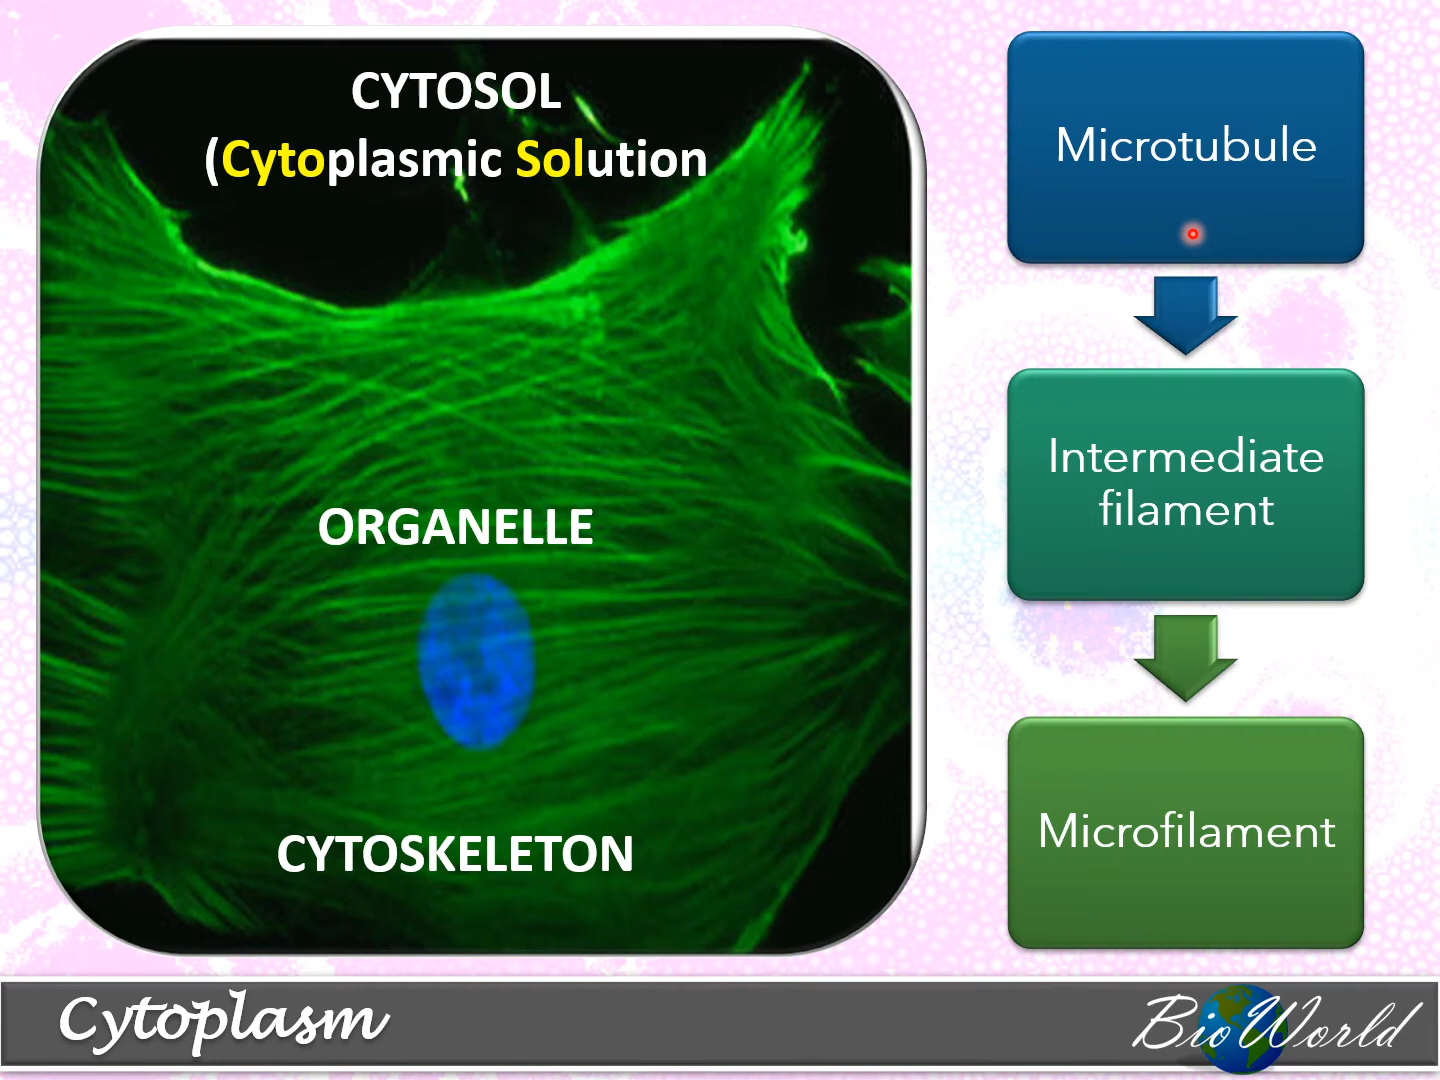 CYTOSOL
(Cytoplasmic Solution
ORGANELLE
CYTOSKELETON
Microtubule
Intermediate
filament
Microfilament
Cytoplasm
BioWorld